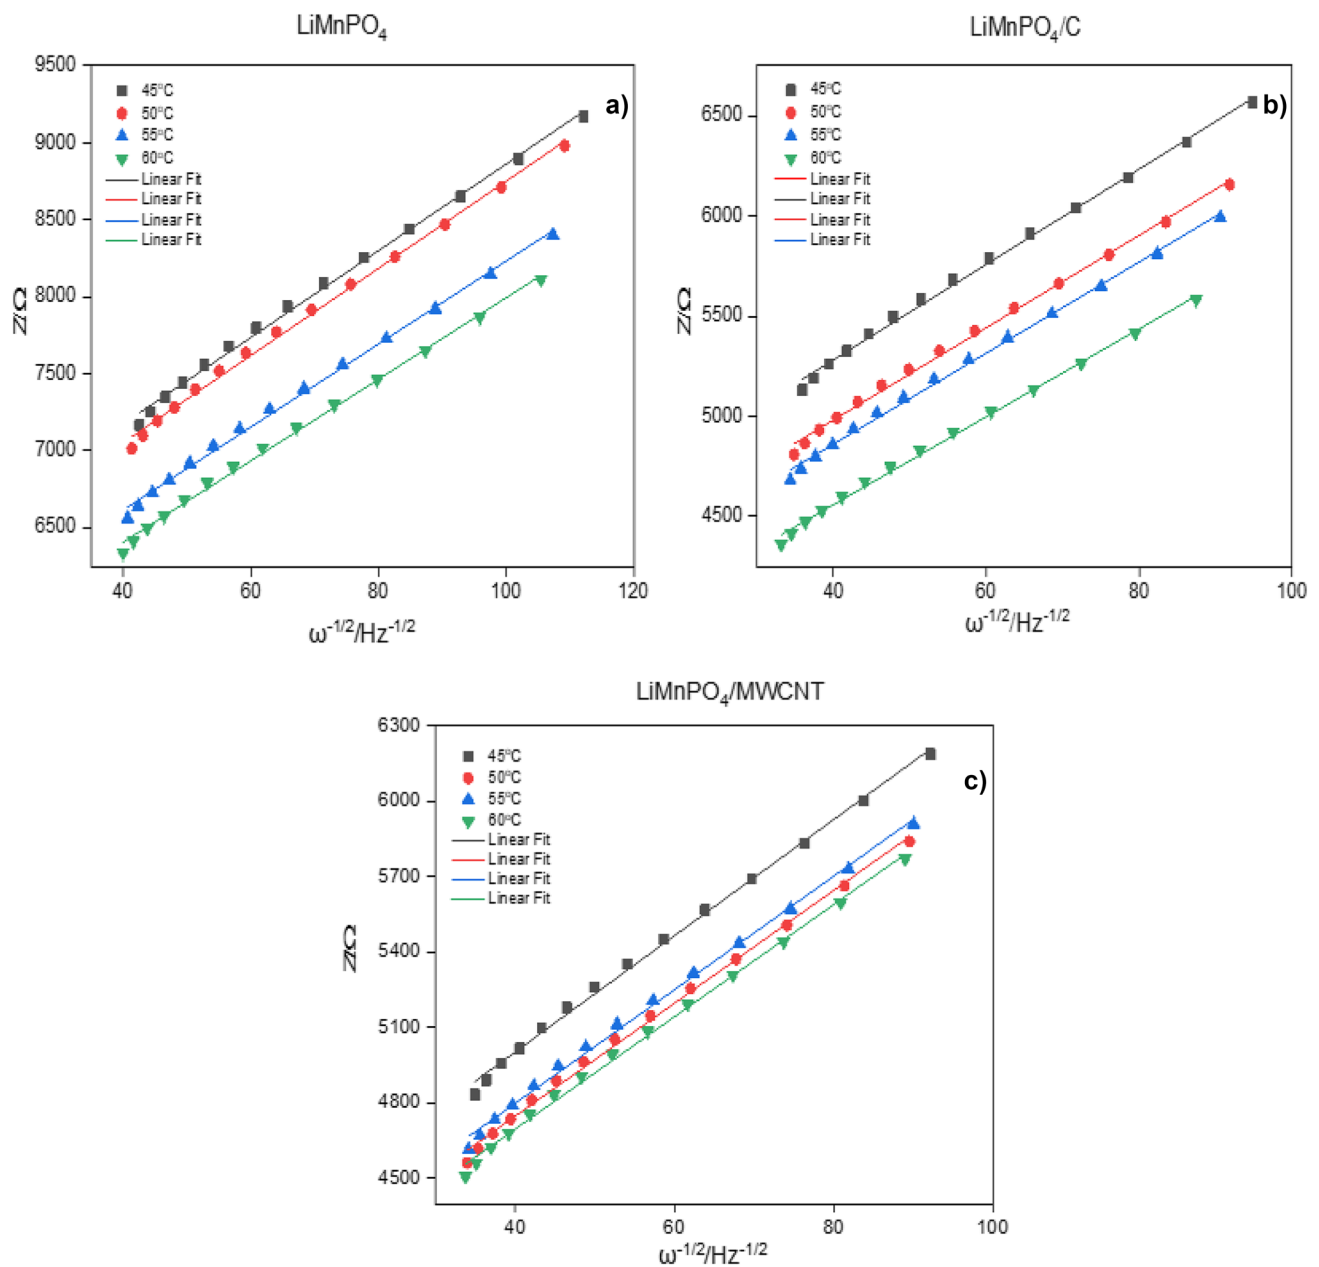 LiMnPO4
9500
9000
8500
8000
7500
7000
6500
Z/Ω
45°C
50°C
55°C
60°C
Linear Fit
Linear Fit
Linear Fit
Linear Fit
a)
40 60 80 100 120
ω-1/2/Hz-1/2
LiMnPO4/C
6500
6000
5500
5000
4500
Z/Ω
45°C
50°C
55°C
60°C
Linear Fit
Linear Fit
Linear Fit
Linear Fit
b)
40 60 80 100
ω-1/2/Hz-1/2
LiMnPO4/MWCNT
6300
6000
5700
5400
5100
4800
4500
Z/Ω
45°C
50°C
55°C
60°C
Linear Fit
Linear Fit
Linear Fit
Linear Fit
c)
40 60 80 100
ω-1/2/Hz-1/2